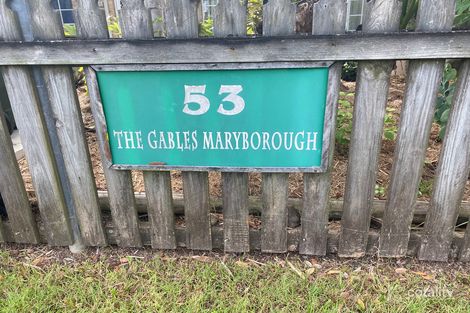 53
THE GABLES MARYBOROUGH